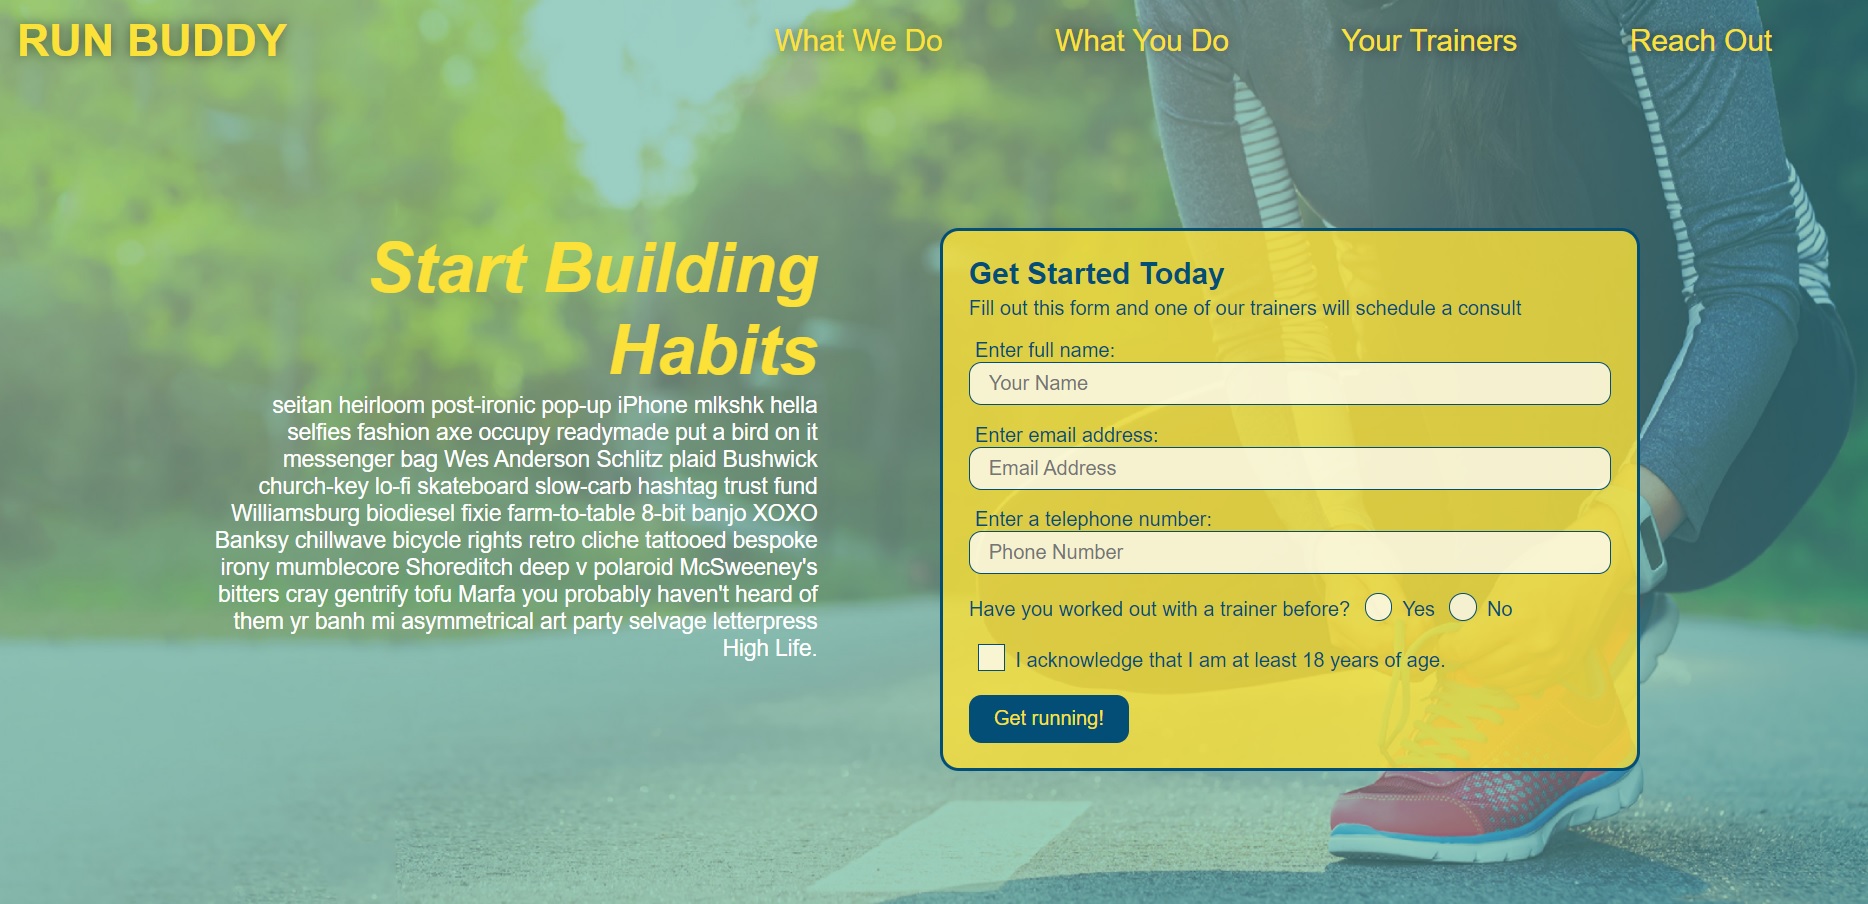 RUN BUDDY
What We Do
What You Do
Your Trainers
Reach Out
Start Building
Habits
seitan heirloom post-ironic pop-up iPhone mlkshk hella
selfies fashion axe occupy readymade put a bird on it
messenger bag Wes Anderson Schlitz plaid Bushwick
church-key lo-fi skateboard slow-carb hashtag trust fund
Williamsburg biodiesel fixie farm-to-table 8-bit banjo XOXO
Banksy chillwave bicycle rights retro cliche tattooed bespoke
irony mumblecore Shoreditch deep v polaroid McSweeney's
bitters cray gentrify tofu Marfa you probably haven't heard of
them yr banh mi asymmetrical art party selvage letterpress
High Life.
Get Started Today
Fill out this form and one of our trainers will schedule a consult
Enter full name:
Your Name
Enter email address:
Email Address
Enter a telephone number:
Phone Number
Have you worked out with a trainer before? Yes No
I acknowledge that I am at least 18 years of age.
Get running!